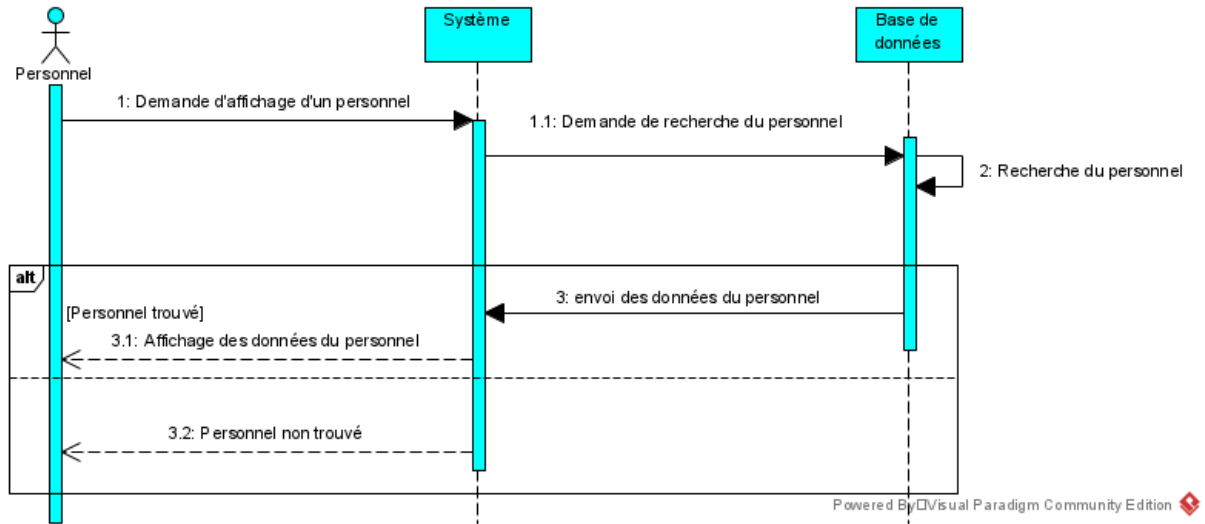 Système
Base de
données
Personnel
1: Demande d'affichage d'un personnel
1.1: Demande de recherche du personnel
2: Recherche du personnel
alt
3: envoi des données du personnel
[Personnel trouvé]
3.1: Affichage des données du personnel
3.2: Personnel non trouvé
Powered By□Visual Paradigm Community Edition